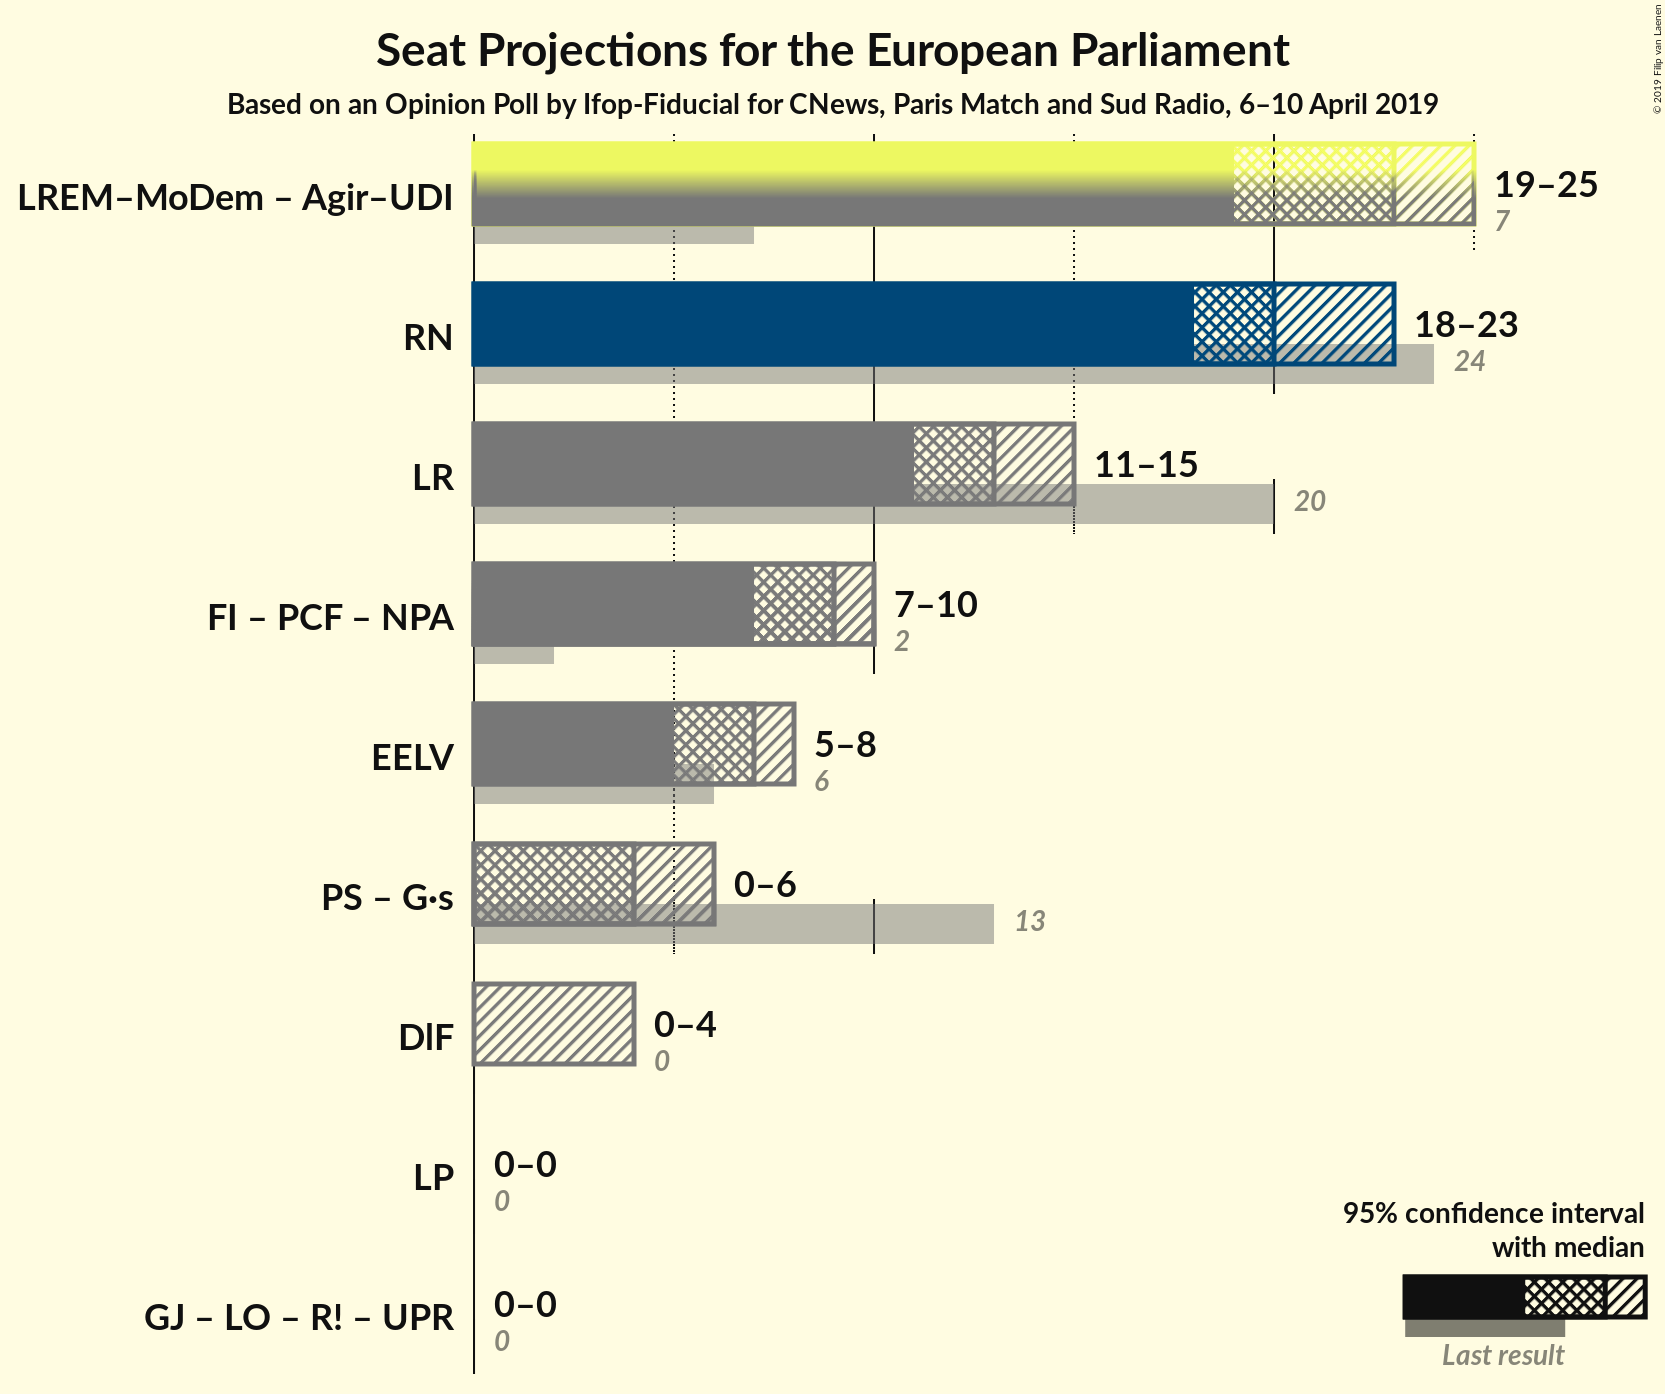 Seat Projections for the European Parliament
Based on an Opinion Poll by Ifop-Fiducial for CNews, Paris Match and Sud Radio, 6–10 April 2019
© 2019 Filip van Laenen
LREM–MoDem – Agir–UDI
19–25
7
RN
18–23
24
LR
11–15
20
FI – PCF – NPA
7–10
2
EELV
5–8
6
PS – G·s
0–6
13
DlF
0–4
0
LP
0–0
0
GJ – LO – R! – UPR
0–0
0
95% confidence interval
with median
Last result